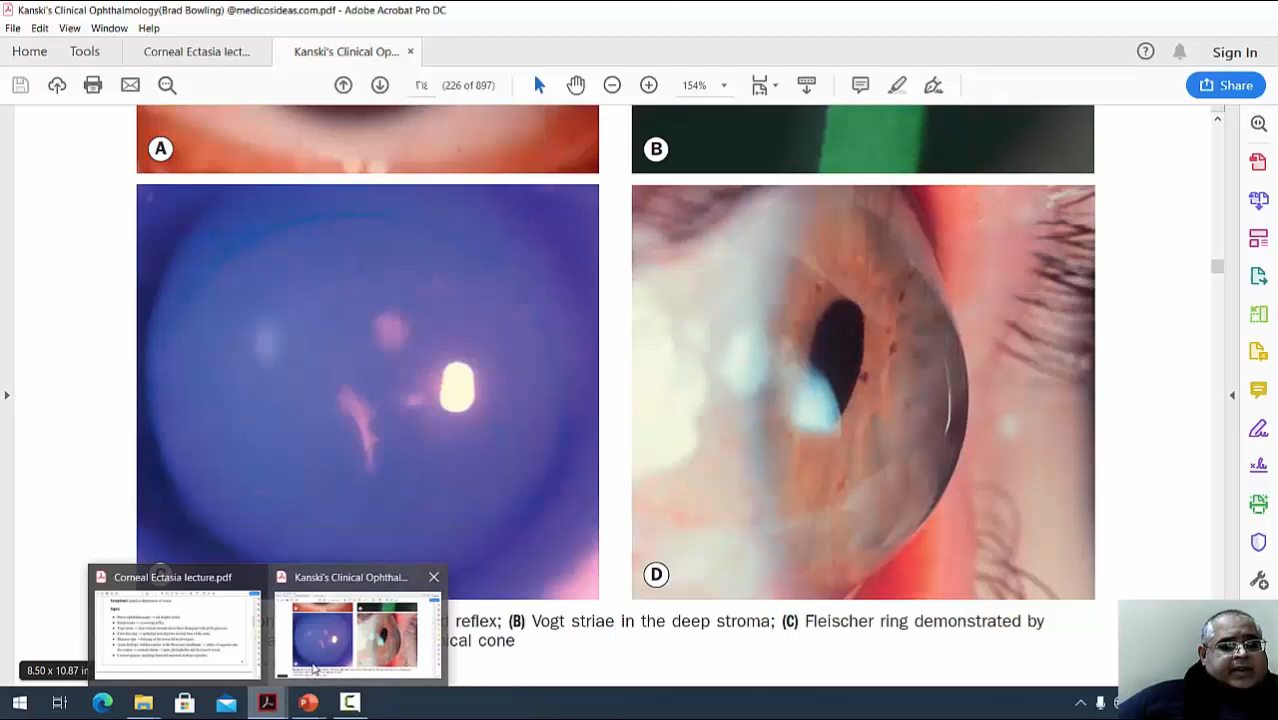 Kanski's Clinical Ophthalmology(Brad Bowling) @medicosideas.com.pdf - Adobe Acrobat Pro DC
File Edit View Window Help
Home Tools Corneal Ectasia lect... Kanski's Clinical Op... × Sign In
(226 of 897) 154% Share
A B
D
reflex; (B) Vogt striae in the deep stroma; (C) Fleischer ring demonstrated by
ical cone
Corneal Ectasia lecture.pdf Kanski's Clinical Ophthal...
8.50 x 10.87 in